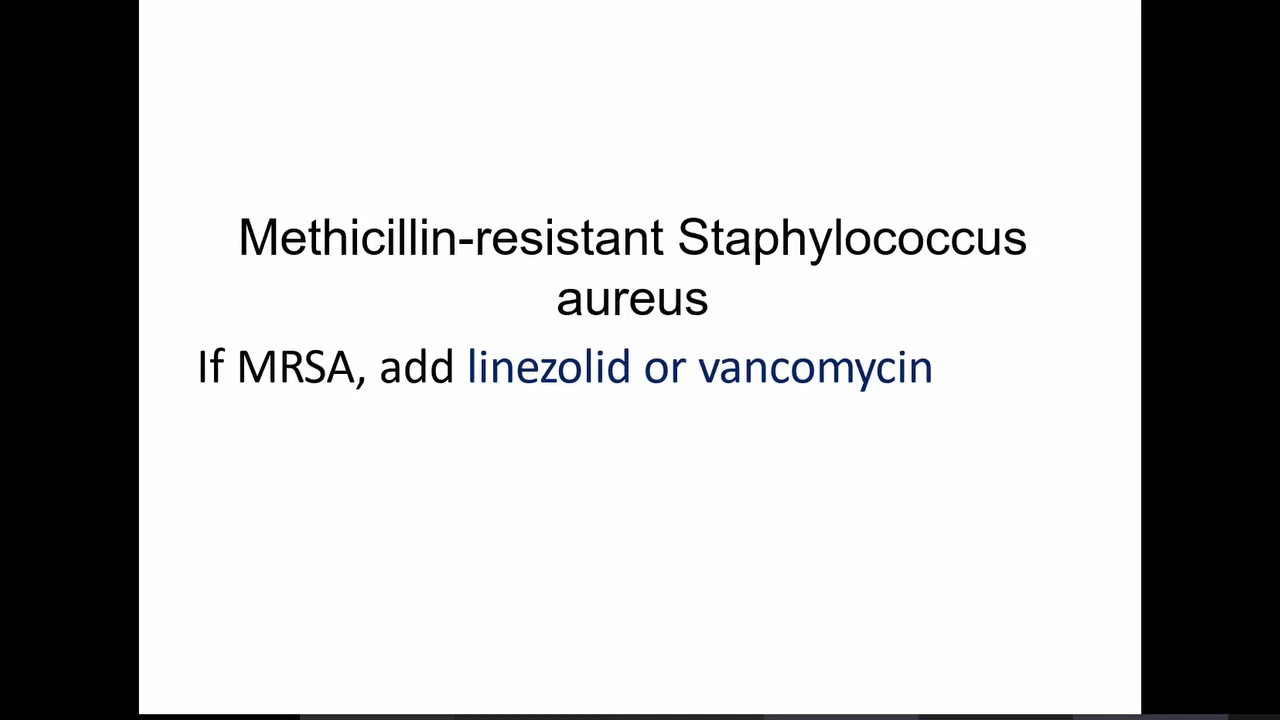 Methicillin-resistant Staphylococcus
aureus
If MRSA, add linezolid or vancomycin